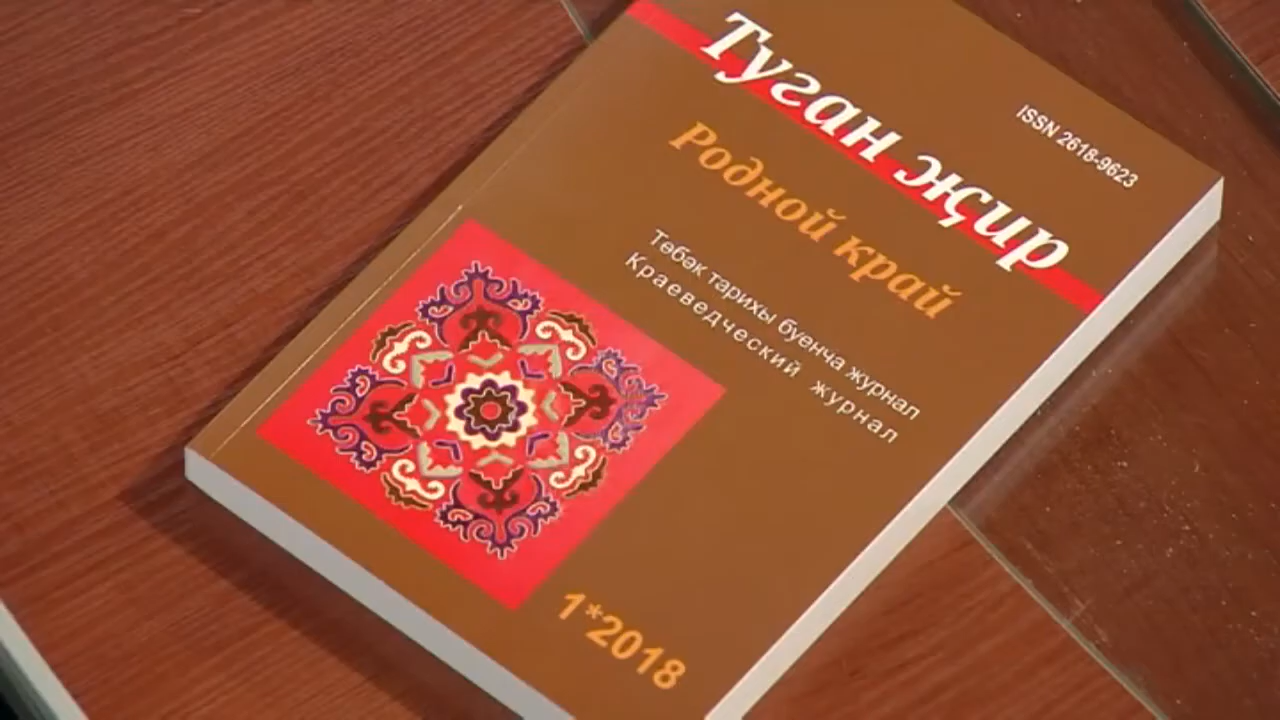 Туган җир
ISSN 2618-9623
Родной край
Төбәк тарихы буенча журнал
Краеведческий журнал
1*2018